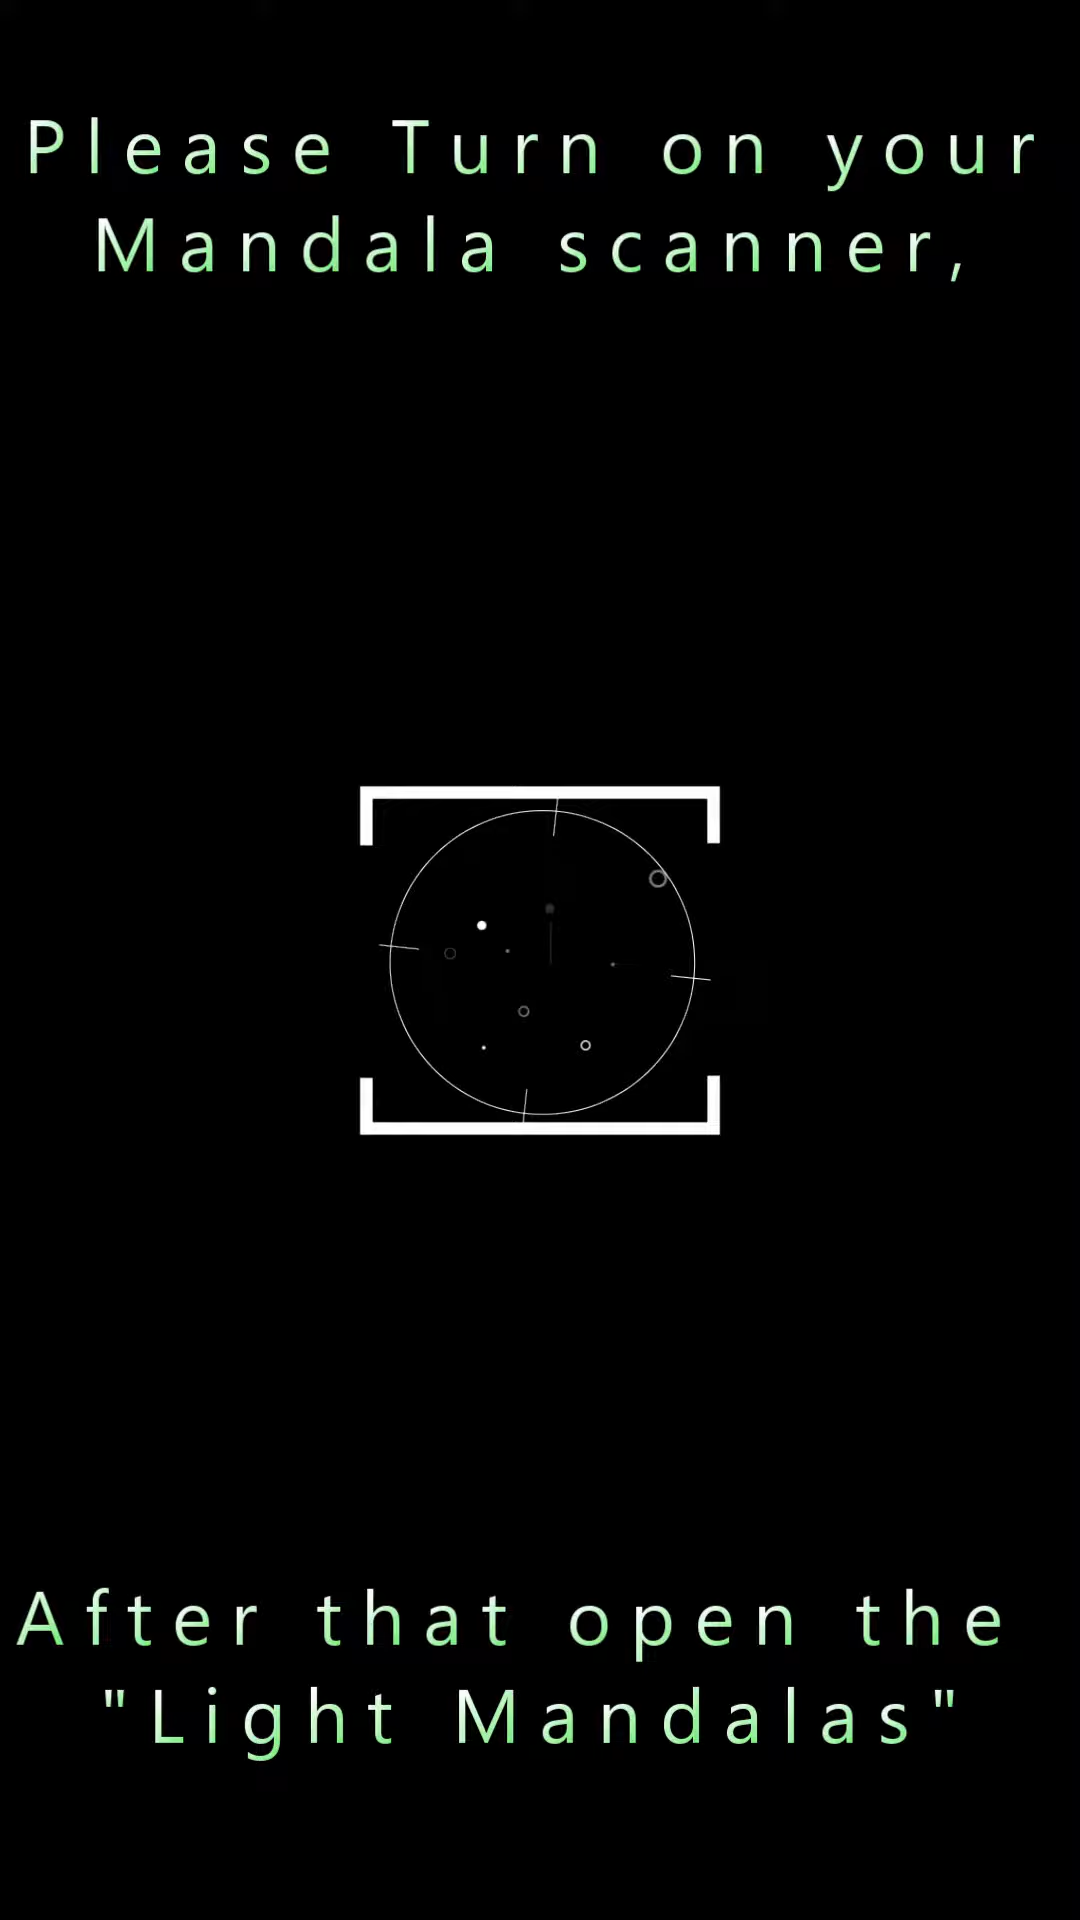 Please Turn on your
Mandala scanner,
After that open the
"Light Mandalas"